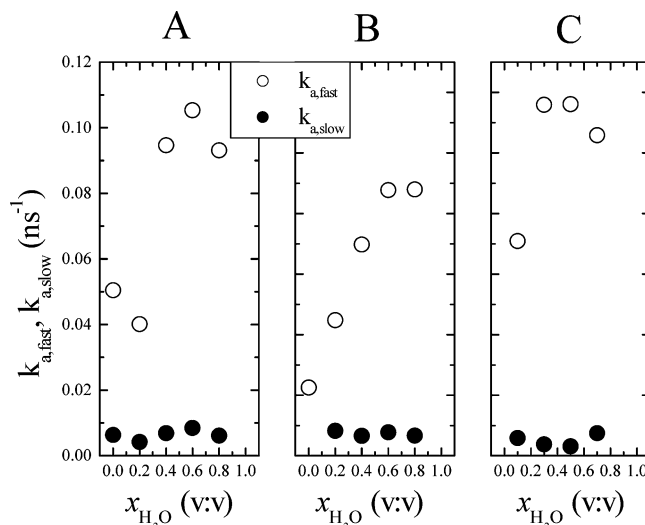 A B C
k_a,fast
k_a,slow
k_a,fast, k_a,slow (ns^-1)
0.12
0.10
0.08
0.06
0.04
0.02
0.00
0.0 0.2 0.4 0.6 0.8 1.0 0.0 0.2 0.4 0.6 0.8 1.0 0.0 0.2 0.4 0.6 0.8 1.0
x_H₂O (v:v) x_H₂O (v:v) x_H₂O (v:v)